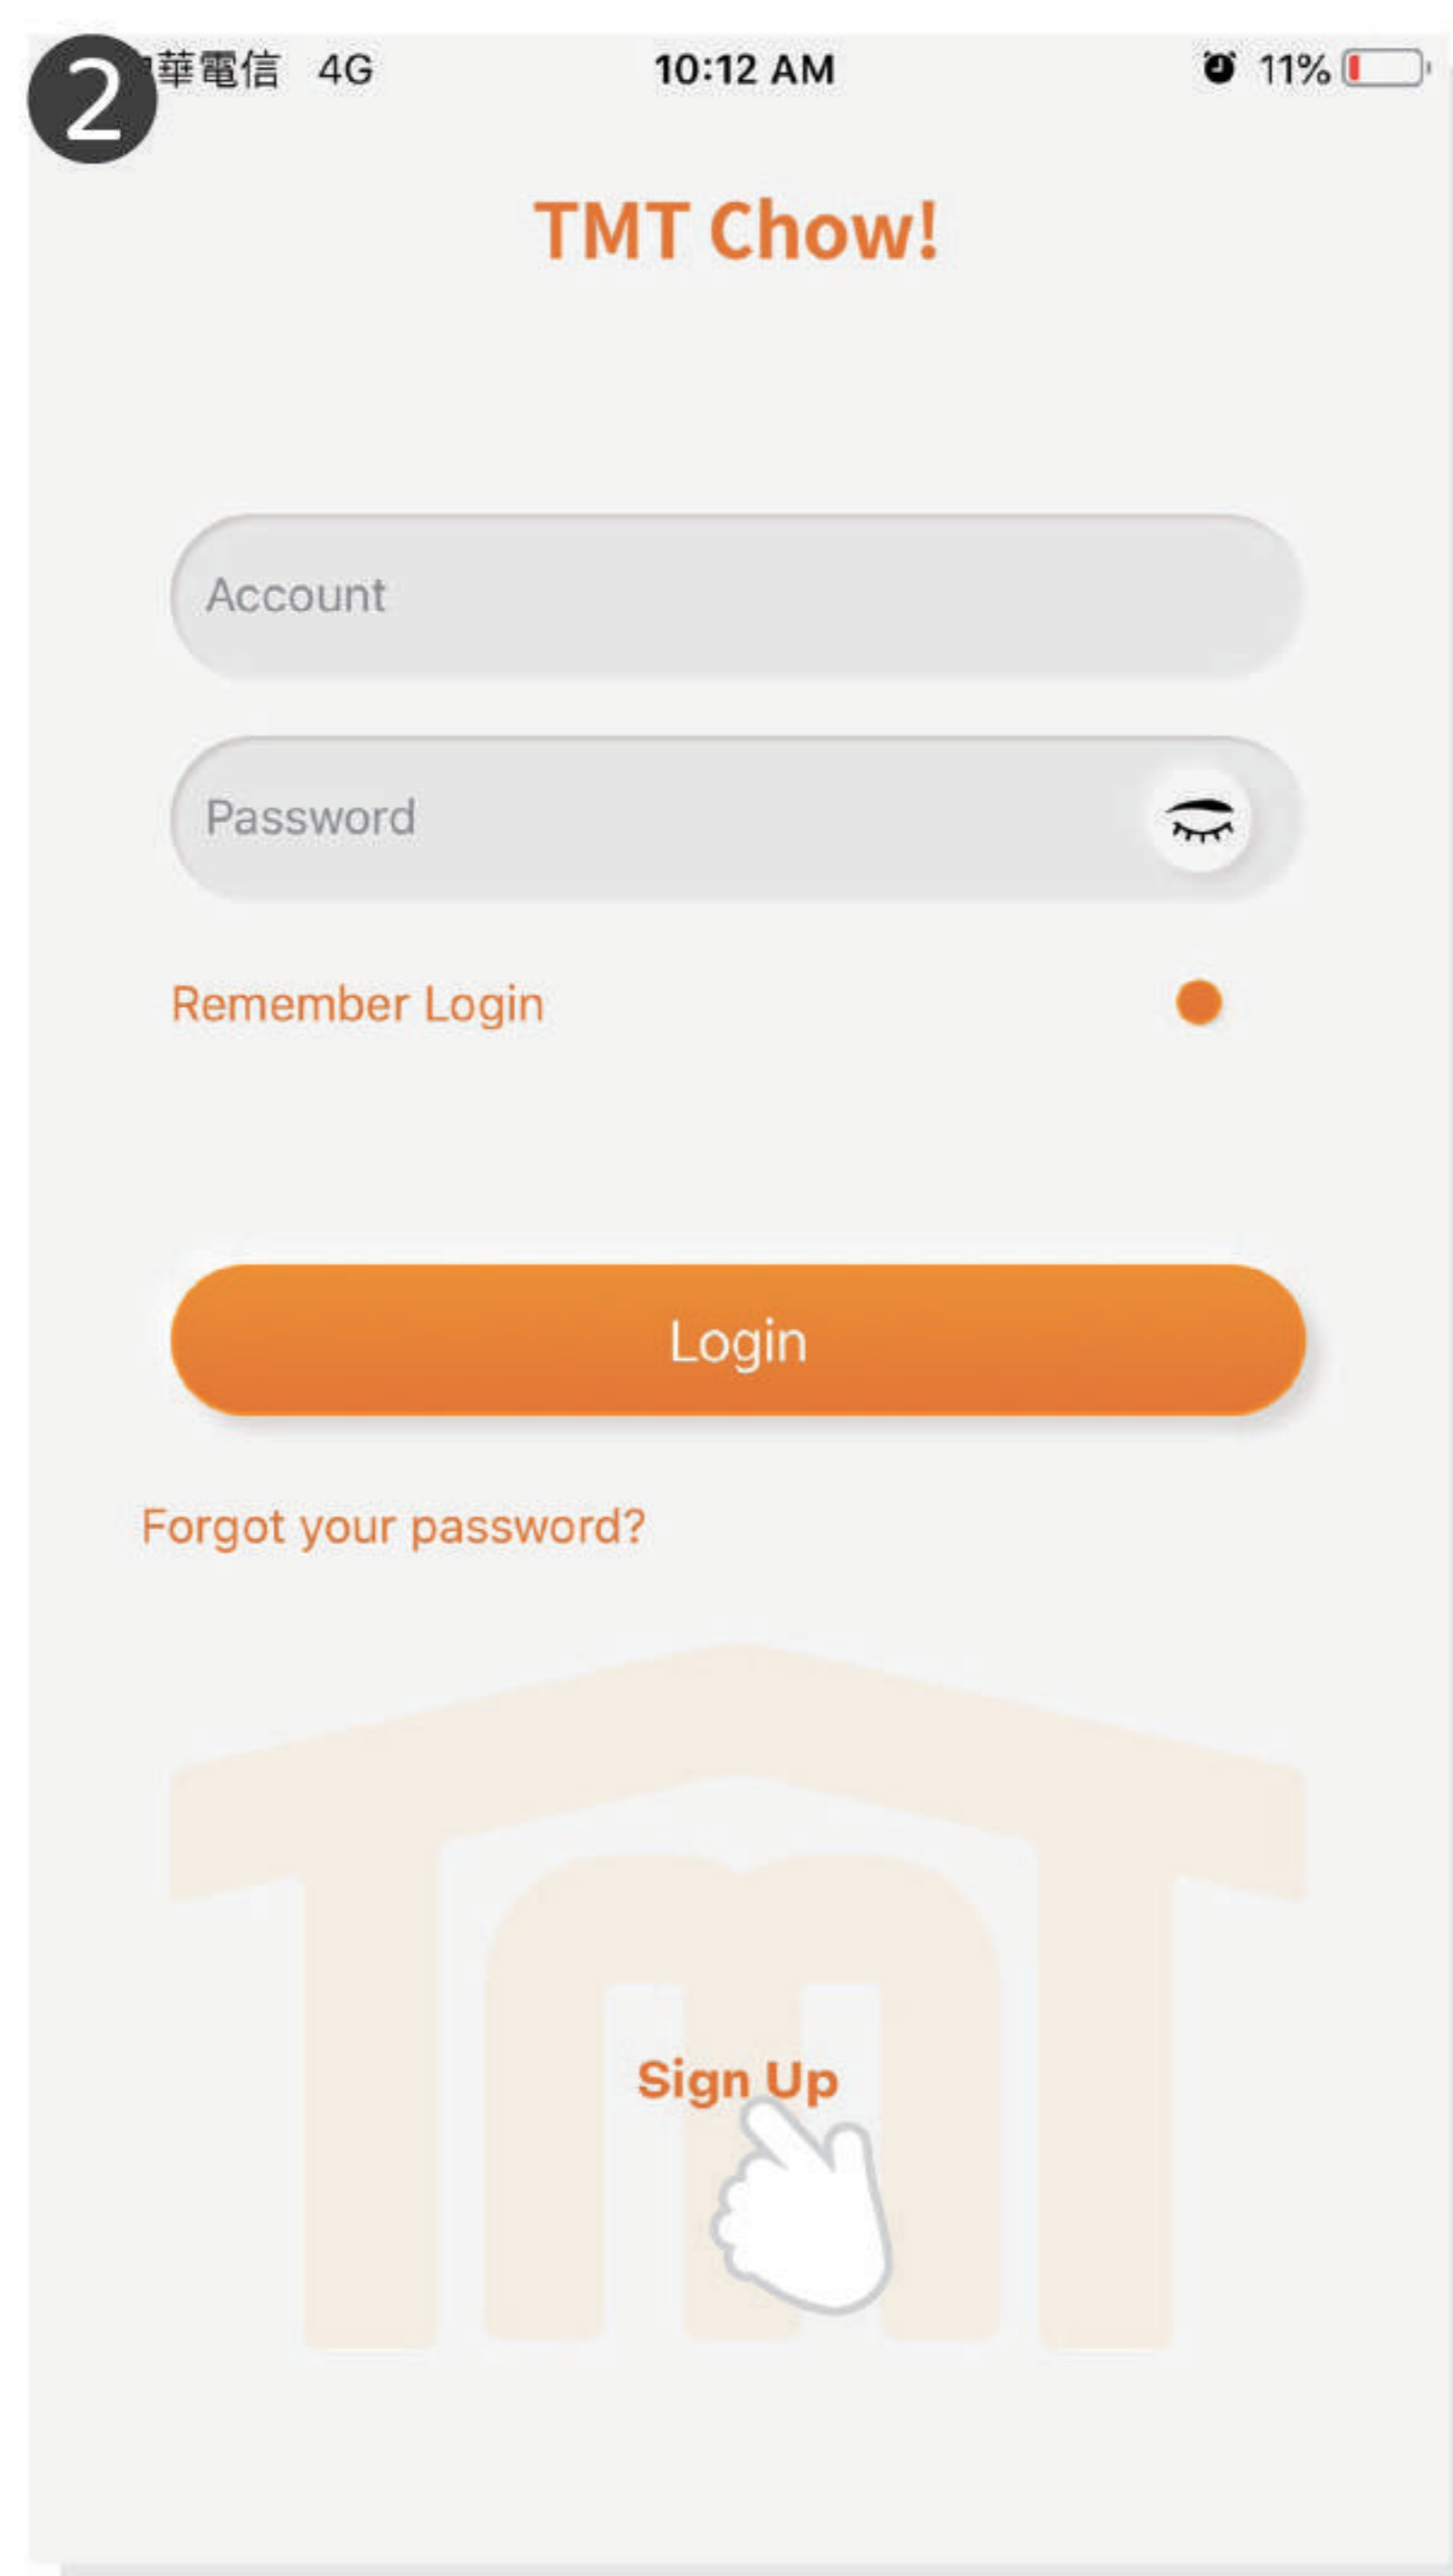 2
華電信 4G 10:12 AM 11%
TMT Chow!
Account
Password
Remember Login
Login
Forgot your password?
TMT
Sign Up